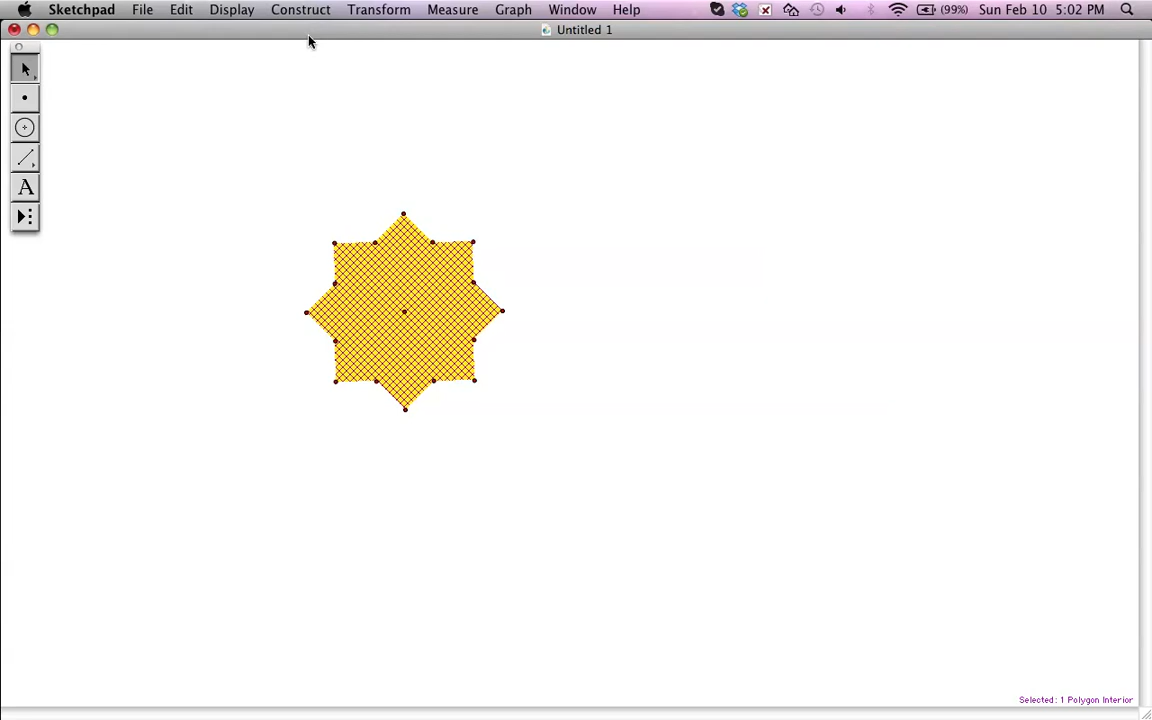 Sketchpad File Edit Display Construct Transform Measure Graph Window Help (99%) Sun Feb 10 5:02 PM
Untitled 1
A
Selected: 1 Polygon Interior